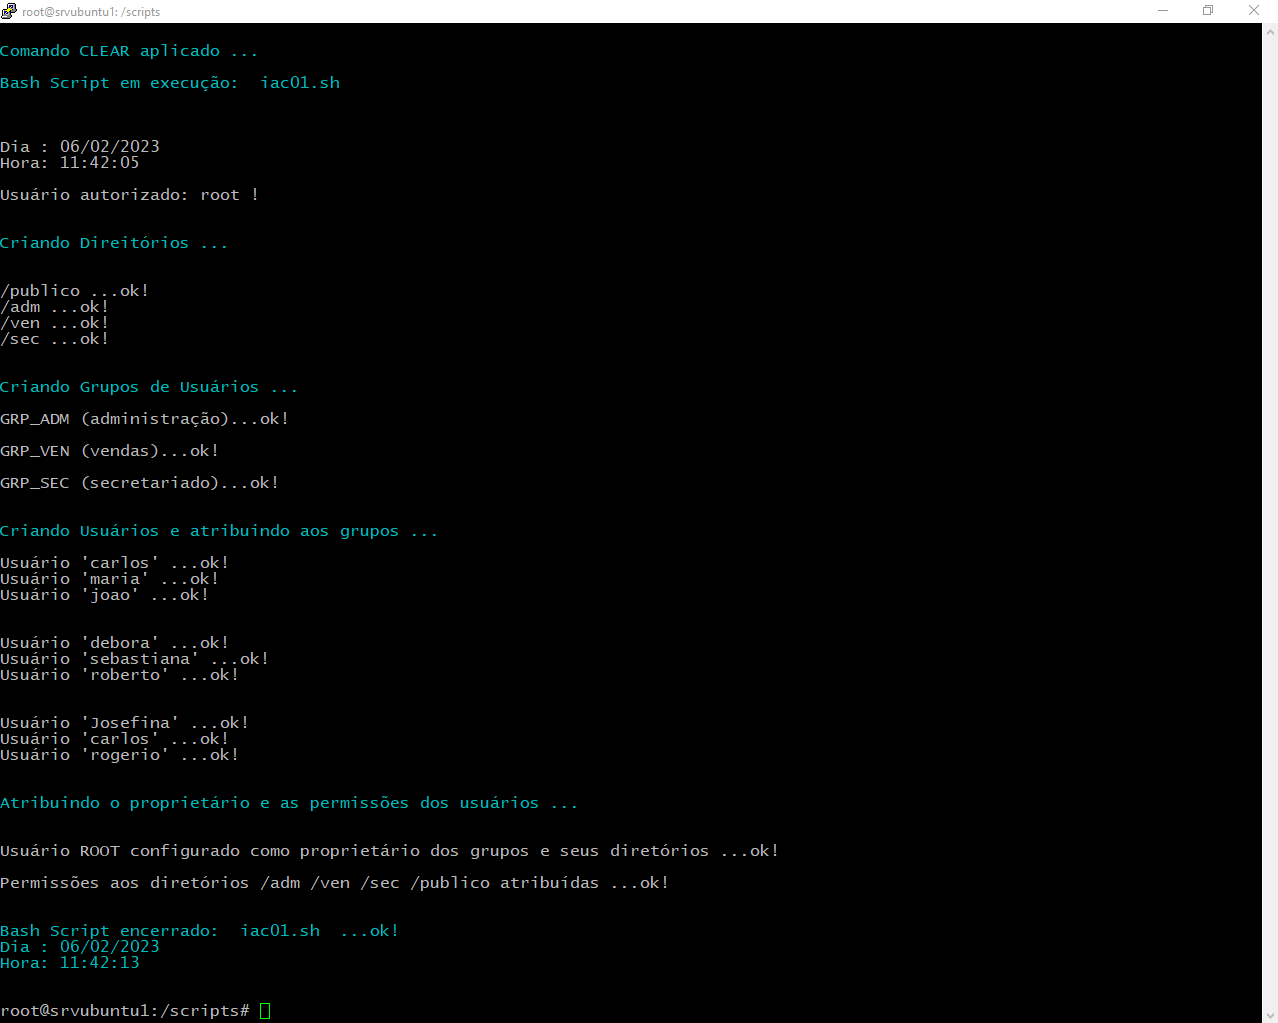 root@srvubuntu1: /scripts
Comando CLEAR aplicado ...
Bash Script em execução:  iac01.sh
Dia : 06/02/2023
Hora: 11:42:05
Usuário autorizado: root !
Criando Direitórios ...
/publico ...ok!
/adm ...ok!
/ven ...ok!
/sec ...ok!
Criando Grupos de Usuários ...
GRP_ADM (administração)...ok!
GRP_VEN (vendas)...ok!
GRP_SEC (secretariado)...ok!
Criando Usuários e atribuindo aos grupos ...
Usuário 'carlos' ...ok!
Usuário 'maria' ...ok!
Usuário 'joao' ...ok!
Usuário 'debora' ...ok!
Usuário 'sebastiana' ...ok!
Usuário 'roberto' ...ok!
Usuário 'Josefina' ...ok!
Usuário 'carlos' ...ok!
Usuário 'rogerio' ...ok!
Atribuindo o proprietário e as permissões dos usuários ...
Usuário ROOT configurado como proprietário dos grupos e seus diretórios ...ok!
Permissões aos diretórios /adm /ven /sec /publico atribuídas ...ok!
Bash Script encerrado:  iac01.sh  ...ok!
Dia : 06/02/2023
Hora: 11:42:13
root@srvubuntu1:/scripts#